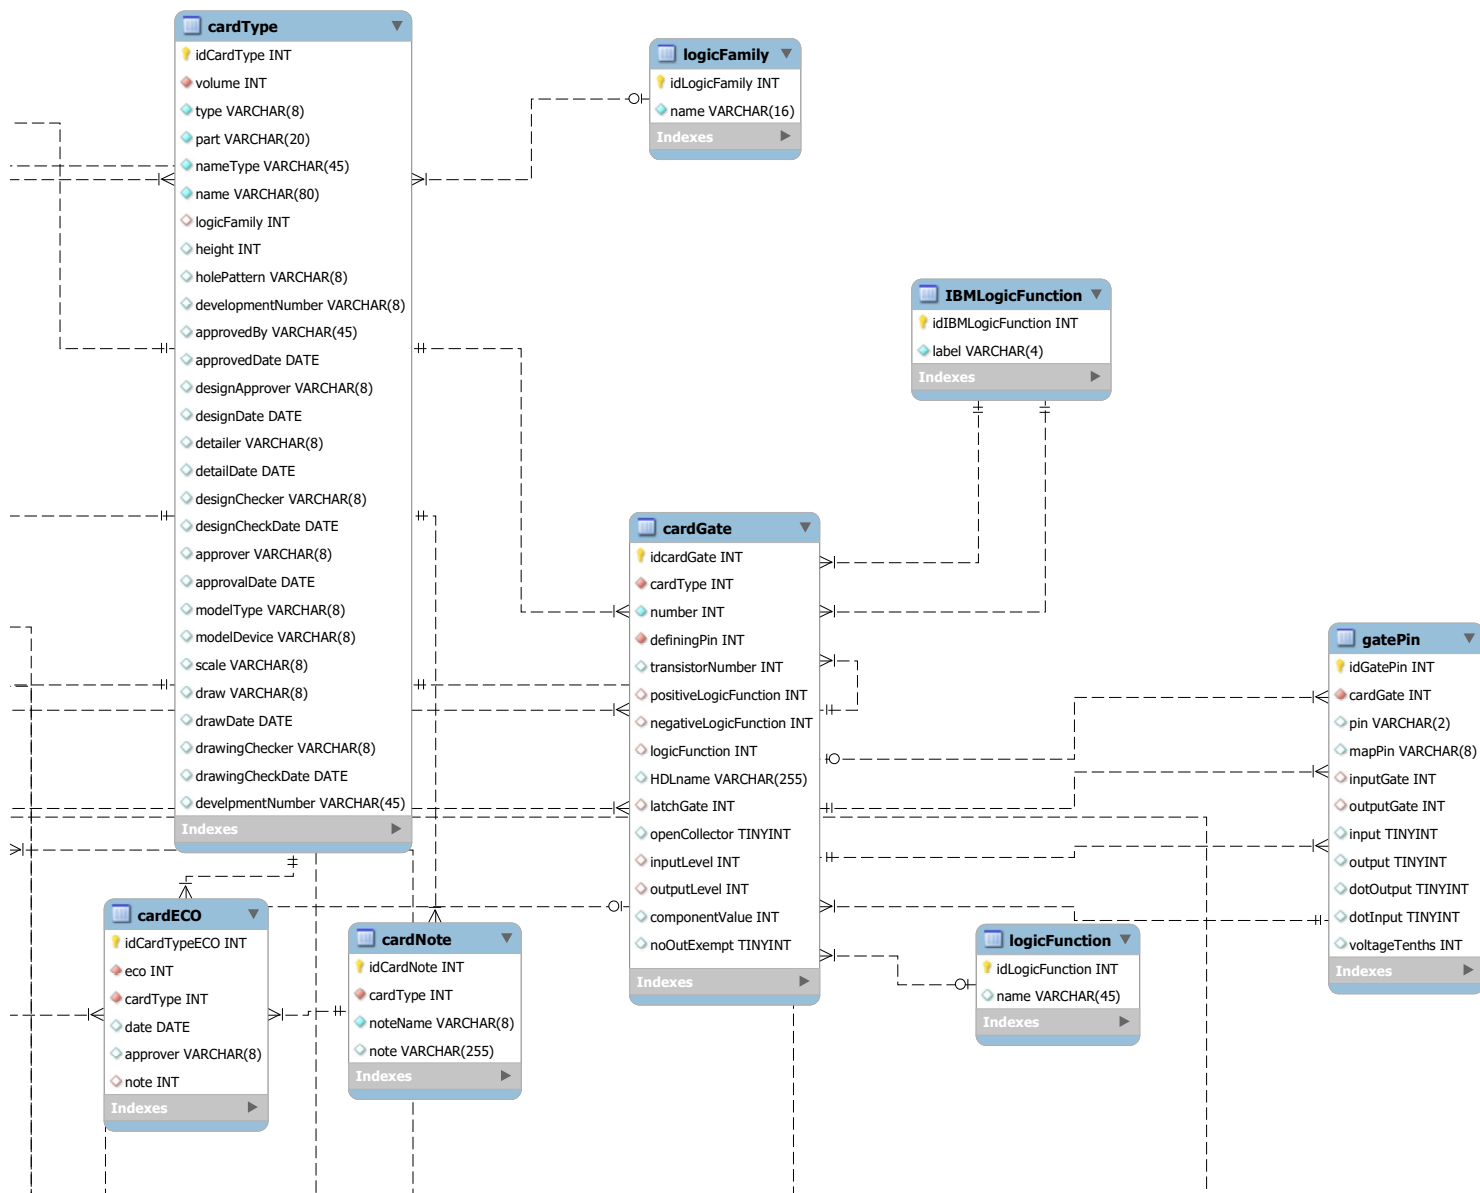 cardType
idCardType INT
volume INT
type VARCHAR(8)
part VARCHAR(20)
nameType VARCHAR(45)
name VARCHAR(80)
logicFamily INT
height INT
holePattern VARCHAR(8)
developmentNumber VARCHAR(8)
approvedBy VARCHAR(45)
approvedDate DATE
designApprover VARCHAR(8)
designDate DATE
detailer VARCHAR(8)
detailDate DATE
designChecker VARCHAR(8)
designCheckDate DATE
approver VARCHAR(8)
approvalDate DATE
modelType VARCHAR(8)
modelDevice VARCHAR(8)
scale VARCHAR(8)
draw VARCHAR(8)
drawDate DATE
drawingChecker VARCHAR(8)
drawingCheckDate DATE
develpmentNumber VARCHAR(45)
Indexes
logicFamily
idLogicFamily INT
name VARCHAR(16)
Indexes
IBMLogicFunction
idIBMLogicFunction INT
label VARCHAR(4)
Indexes
cardGate
idcardGate INT
cardType INT
number INT
definingPin INT
transistorNumber INT
positiveLogicFunction INT
negativeLogicFunction INT
logicFunction INT
HDLname VARCHAR(255)
latchGate INT
openCollector TINYINT
inputLevel INT
outputLevel INT
componentValue INT
noOutExempt TINYINT
Indexes
gatePin
idGatePin INT
cardGate INT
pin VARCHAR(2)
mapPin VARCHAR(8)
inputGate INT
outputGate INT
input TINYINT
output TINYINT
dotOutput TINYINT
dotInput TINYINT
voltageTenths INT
Indexes
cardECO
idCardTypeECO INT
eco INT
cardType INT
date DATE
approver VARCHAR(8)
note INT
Indexes
cardNote
idCardNote INT
cardType INT
noteName VARCHAR(8)
note VARCHAR(255)
Indexes
logicFunction
idLogicFunction INT
name VARCHAR(45)
Indexes